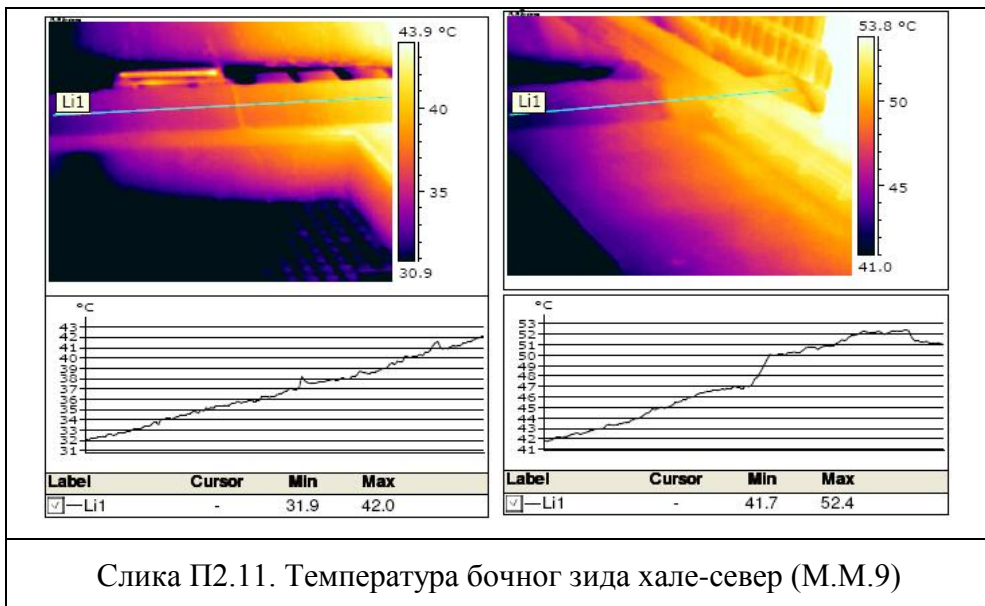 43.9 °C
Li1
40
35
30.9
°C
43
42
41
40
39
38
37
36
35
34
33
32
31
Label Cursor Min Max
Li1 - 31.9 42.0
53.8 °C
Li1
50
45
41.0
°C
53
52
51
50
49
48
47
46
45
44
43
42
41
Label Cursor Min Max
Li1 - 41.7 52.4
Слика П2.11. Температура бочног зида хале-север (М.М.9)